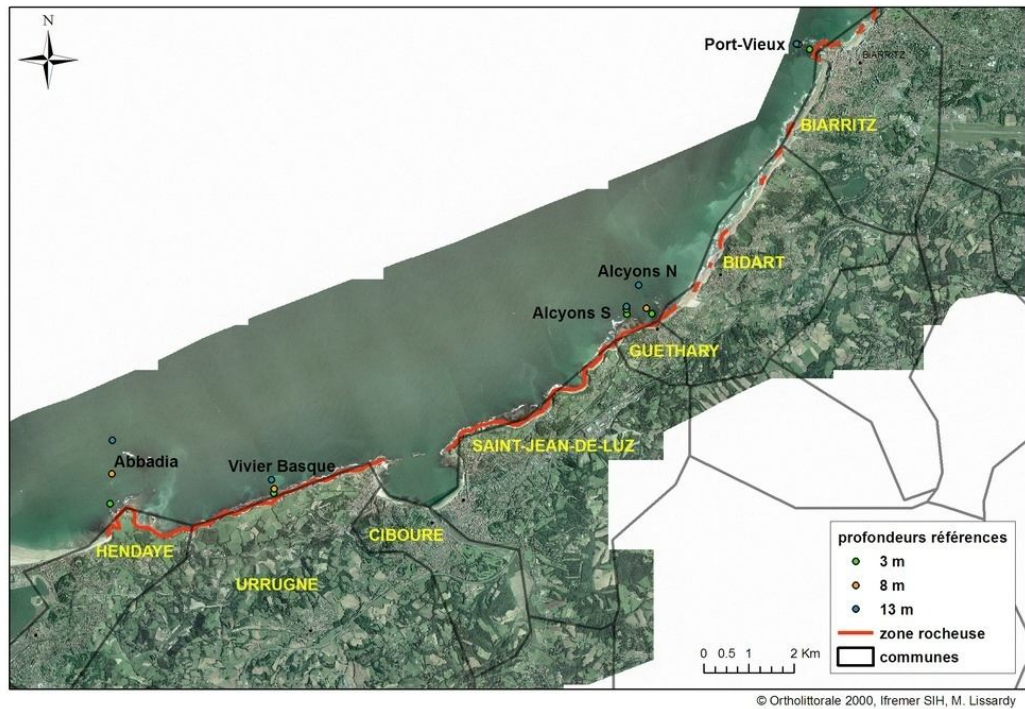 N
Port-Vieux
BIARRITZ
BIARRITZ
Alcyons N
BIDART
Alcyons S
GUETHARY
SAINT-JEAN-DE-LUZ
Abbadia
Vivier Basque
CIBOURE
HENDAYE
URRUGNE
profondeurs références
3 m
8 m
13 m
zone rocheuse
communes
0 0.5 1 2 Km
© Ortholittorale 2000, Ifremer SIH, M. Lissardy